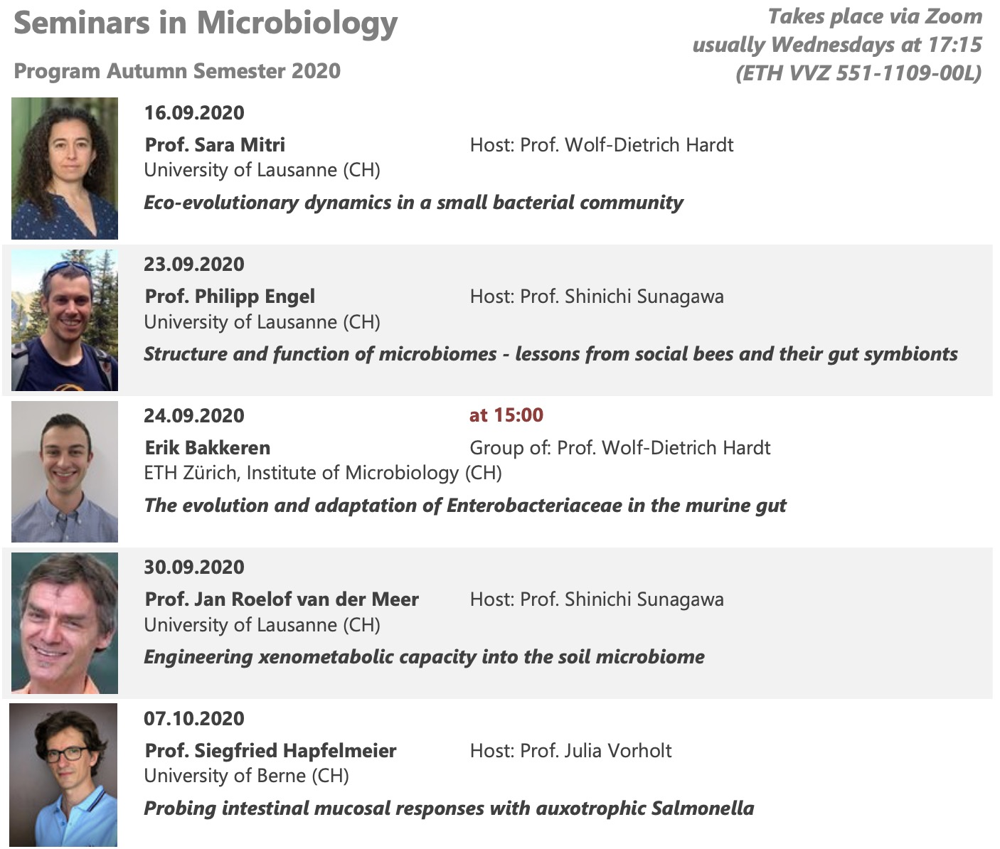 Seminars in Microbiology
Takes place via Zoom
usually Wednesdays at 17:15
(ETH VVZ 551-1109-00L)
Program Autumn Semester 2020
16.09.2020
Prof. Sara Mitri Host: Prof. Wolf-Dietrich Hardt
University of Lausanne (CH)
Eco-evolutionary dynamics in a small bacterial community
23.09.2020
Prof. Philipp Engel Host: Prof. Shinichi Sunagawa
University of Lausanne (CH)
Structure and function of microbiomes - lessons from social bees and their gut symbionts
24.09.2020 at 15:00
Erik Bakkeren Group of: Prof. Wolf-Dietrich Hardt
ETH Zürich, Institute of Microbiology (CH)
The evolution and adaptation of Enterobacteriaceae in the murine gut
30.09.2020
Prof. Jan Roelof van der Meer Host: Prof. Shinichi Sunagawa
University of Lausanne (CH)
Engineering xenometabolic capacity into the soil microbiome
07.10.2020
Prof. Siegfried Hapfelmeier Host: Prof. Julia Vorholt
University of Berne (CH)
Probing intestinal mucosal responses with auxotrophic Salmonella